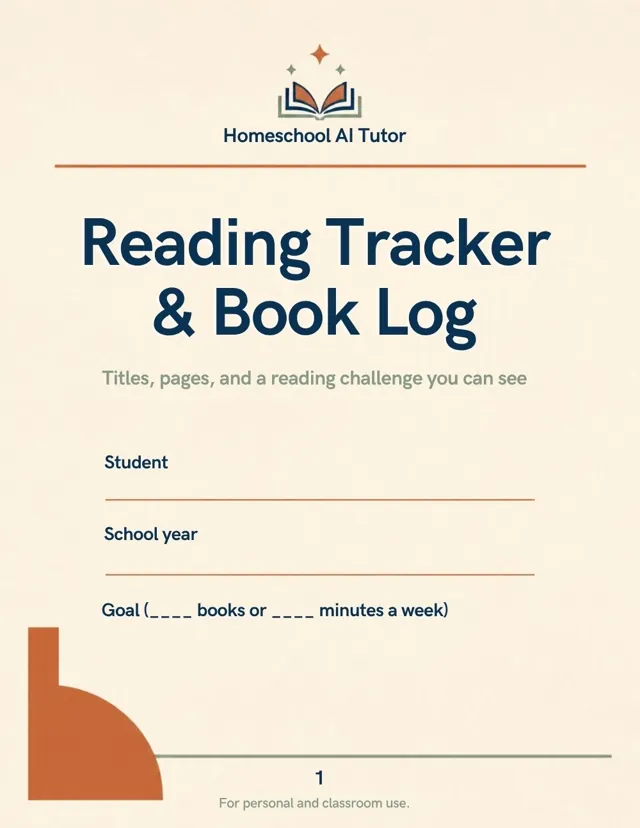 Homeschool AI Tutor
Reading Tracker
& Book Log
Titles, pages, and a reading challenge you can see
Student
School year
Goal (____ books or ____ minutes a week)
1
For personal and classroom use.